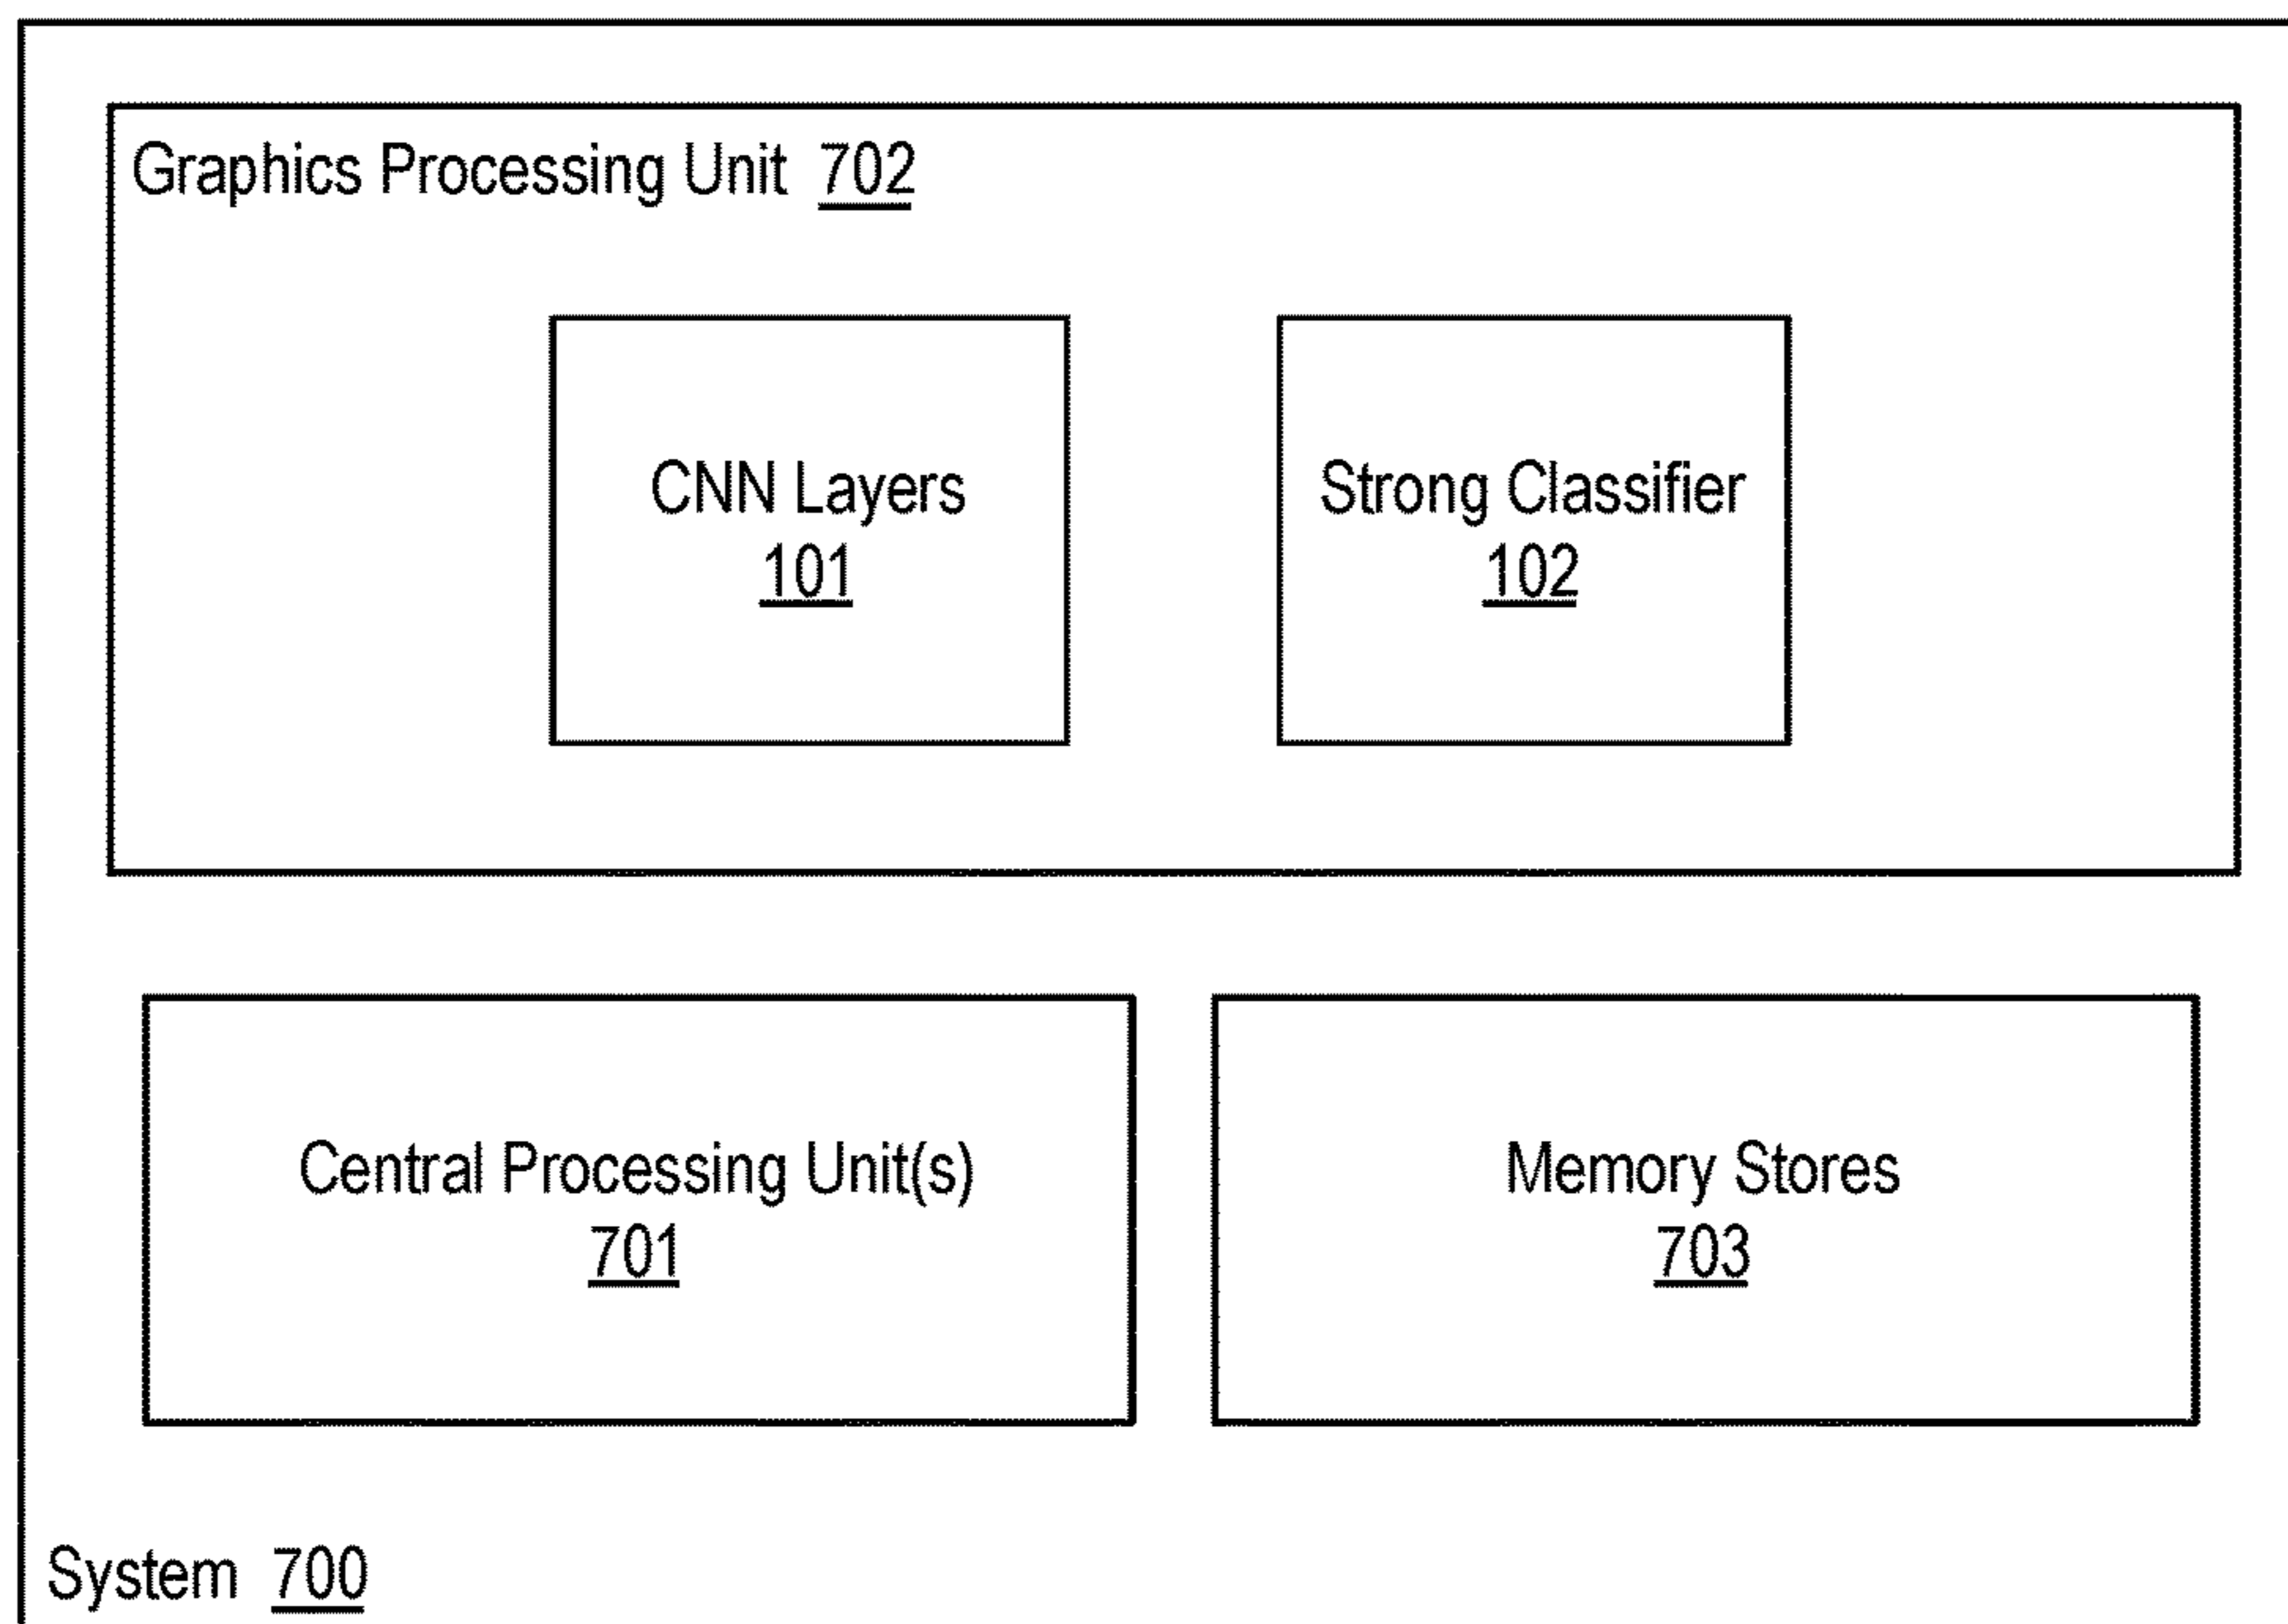 Graphics Processing Unit 702
CNN Layers
101
Strong Classifier
102
Central Processing Unit(s)
701
Memory Stores
703
System 700